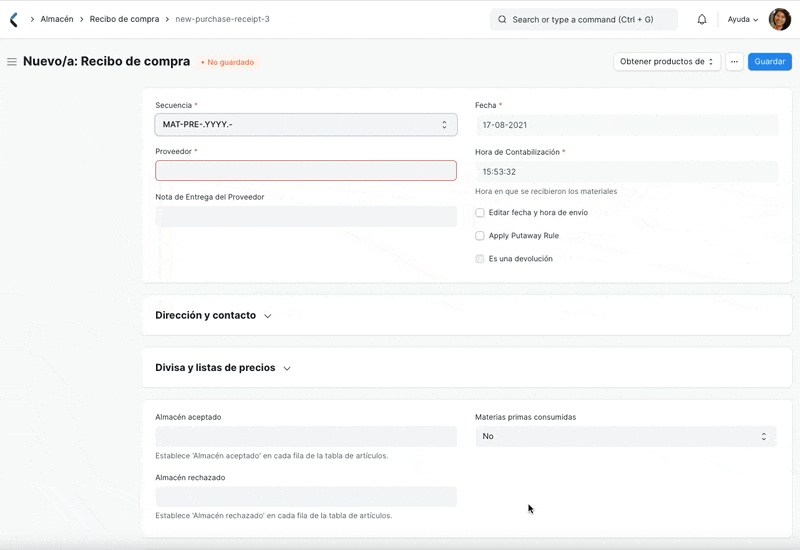 Almacén > Recibo de compra > new-purchase-receipt-3
Search or type a command (Ctrl + G)
Ayuda
Nuevo/a: Recibo de compra
• No guardado
Obtener productos de
...
Guardar
Secuencia *
MAT-PRE-.YYYY.-
Fecha *
17-08-2021
Proveedor *
Hora de Contabilización *
15:53:32
Hora en que se recibieron los materiales
Nota de Entrega del Proveedor
Editar fecha y hora de envío
Apply Putaway Rule
Es una devolución
Dirección y contacto
Divisa y listas de precios
Almacén aceptado
Establece 'Almacén aceptado' en cada fila de la tabla de artículos.
Materias primas consumidas
No
Almacén rechazado
Establece 'Almacén rechazado' en cada fila de la tabla de artículos.